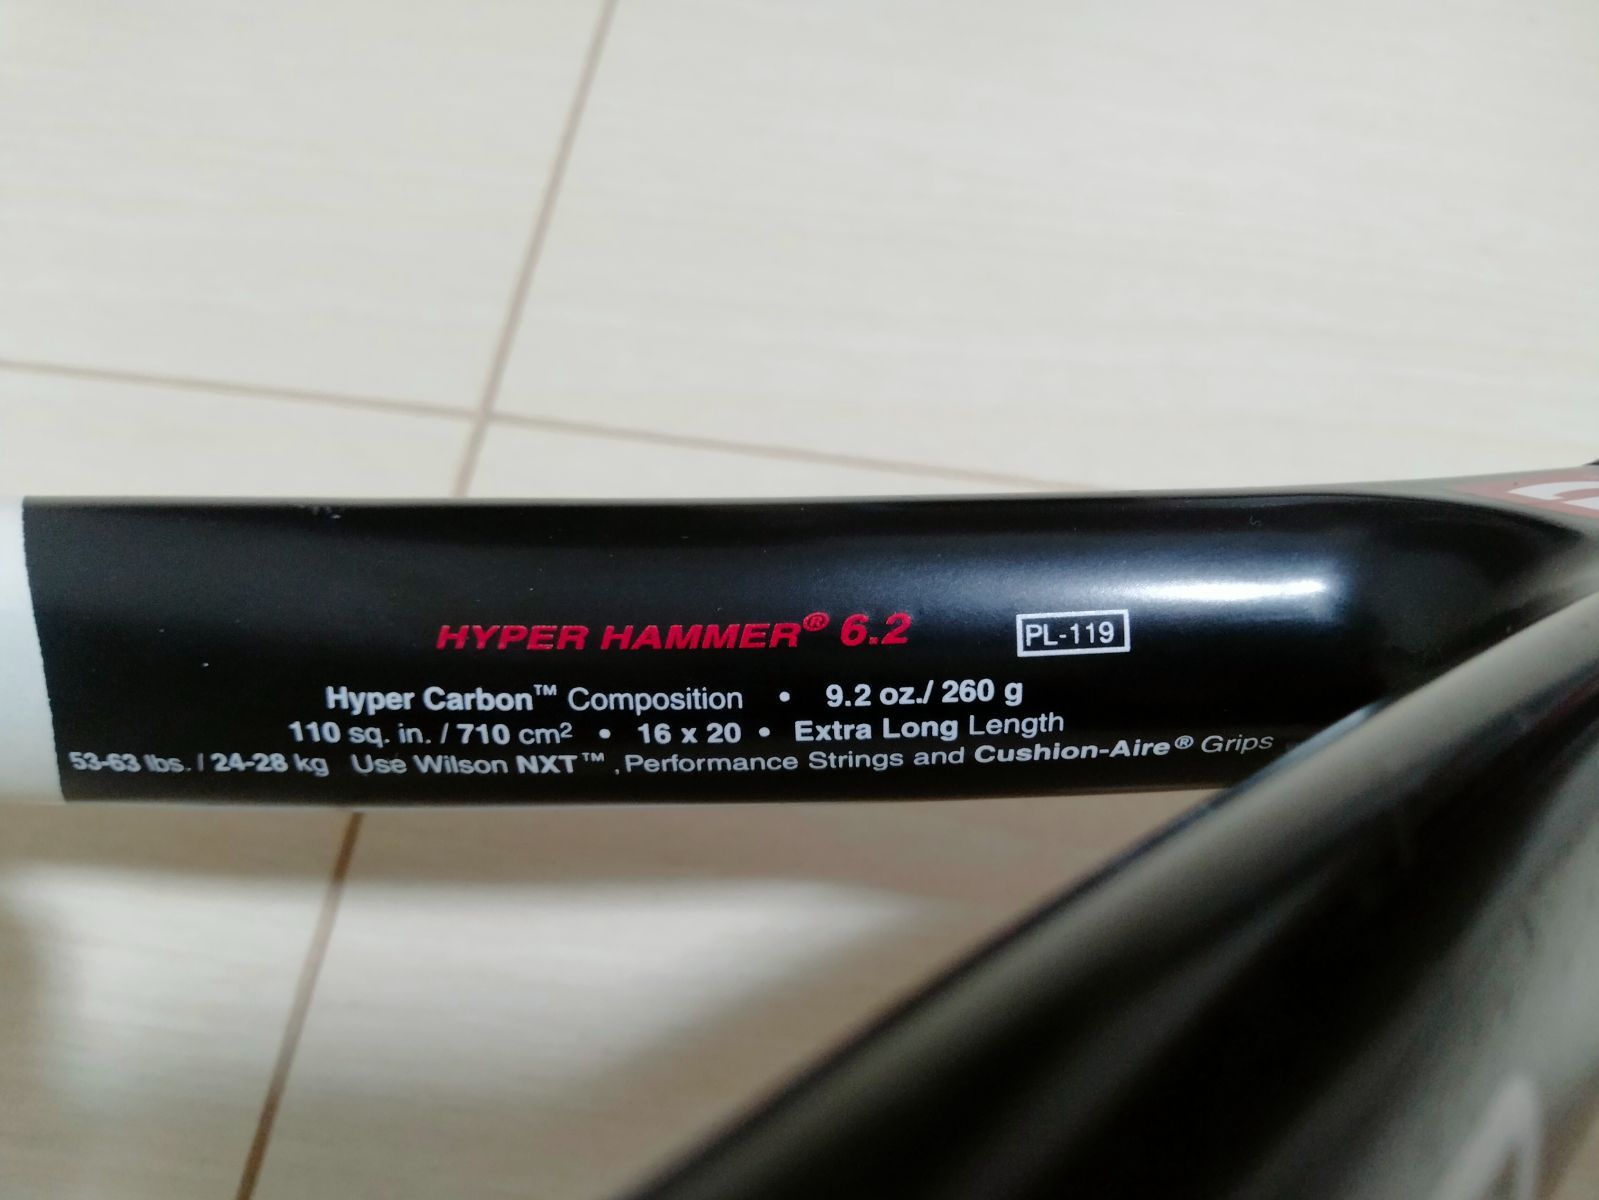 HYPER HAMMER® 6.2 PL-119
Hyper Carbon™ Composition • 9.2 oz./ 260 g
110 sq. in. / 710 cm² • 16 x 20 • Extra Long Length
53-63 lbs. / 24-28 kg Use Wilson NXT™ ,Performance Strings and Cushion-Aire® Grips